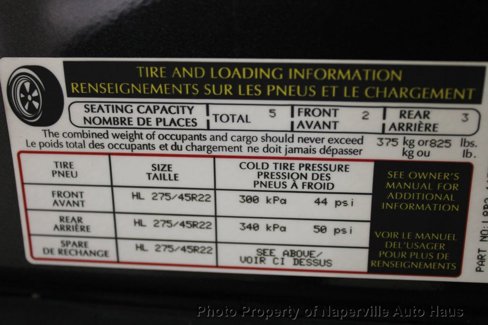 TIRE AND LOADING INFORMATION
RENSEIGNEMENTS SUR LES PNEUS ET LE CHARGEMENT
SEATING CAPACITY
NOMBRE DE PLACES
TOTAL 5
FRONT
AVANT
2
REAR
ARRIÈRE
3
The combined weight of occupants and cargo should never exceed 375 kg or 825 lbs.
Le poids total des occupants et du chargement ne doit jamais dépasser kg ou lb.
TIRE
PNEU
SIZE
TAILLE
COLD TIRE PRESSURE
PRESSION DES
PNEUS À FROID
FRONT
AVANT
HL 275/45R22
300 kPa 44 psi
REAR
ARRIÈRE
HL 275/45R22
340 kPa 50 psi
SPARE
DE RECHANGE
HL 275/45R22
SEE ABOVE/
VOIR CI DESSUS
SEE OWNER'S
MANUAL FOR
ADDITIONAL
INFORMATION
VOIR LE MANUEL
DE L'USAGER
POUR PLUS DE
RENSEIGNEMENTS
PART NO:
Photo Property of Naperville Auto Haus